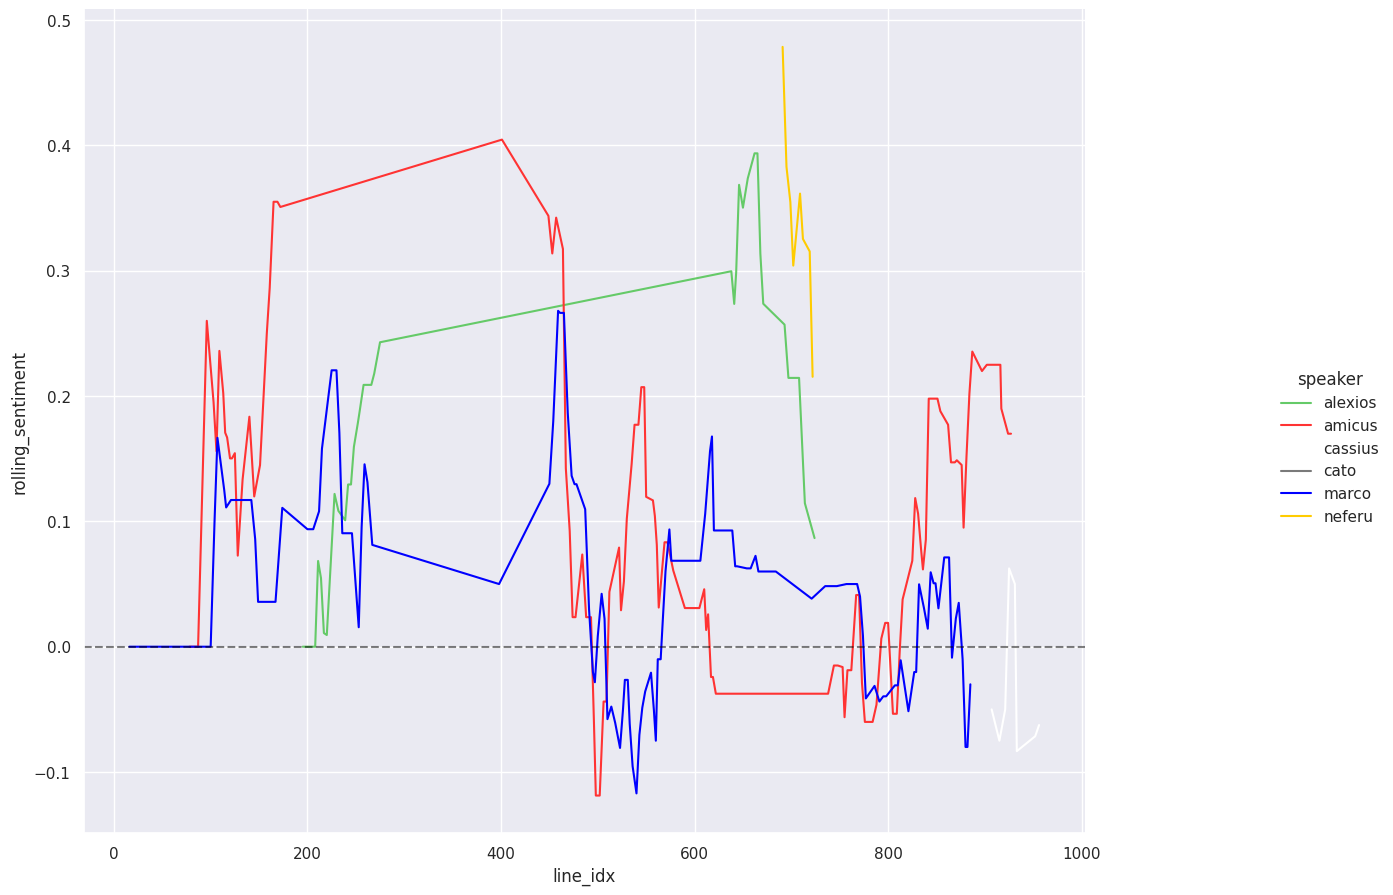 0.5
0.4
0.3
0.2
0.1
0.0
−0.1
rolling_sentiment
0
200
400
600
800
1000
line_idx
speaker
alexios
amicus
cassius
cato
marco
neferu